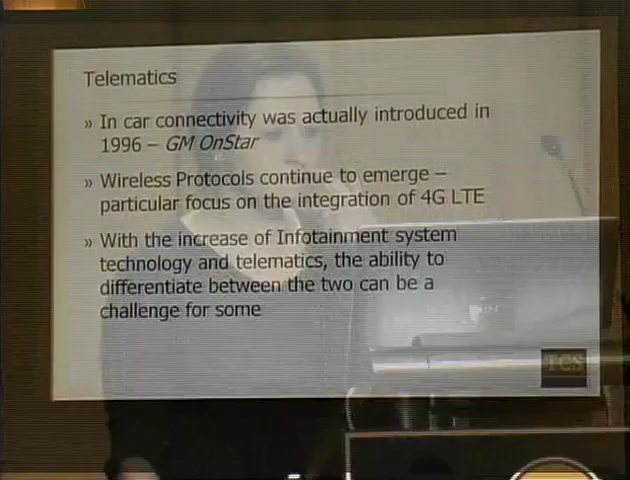 Telematics
» In car connectivity was actually introduced in
1996 – GM OnStar
» Wireless Protocols continue to emerge –
particular focus on the integration of 4G LTE
» With the increase of Infotainment system
technology and telematics, the ability to
differentiate between the two can be a
challenge for some
TCS